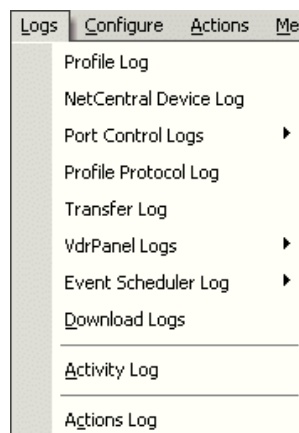 Logs Configure Actions Me
Profile Log
NetCentral Device Log
Port Control Logs
Profile Protocol Log
Transfer Log
VdrPanel Logs
Event Scheduler Log
Download Logs
Activity Log
Actions Log